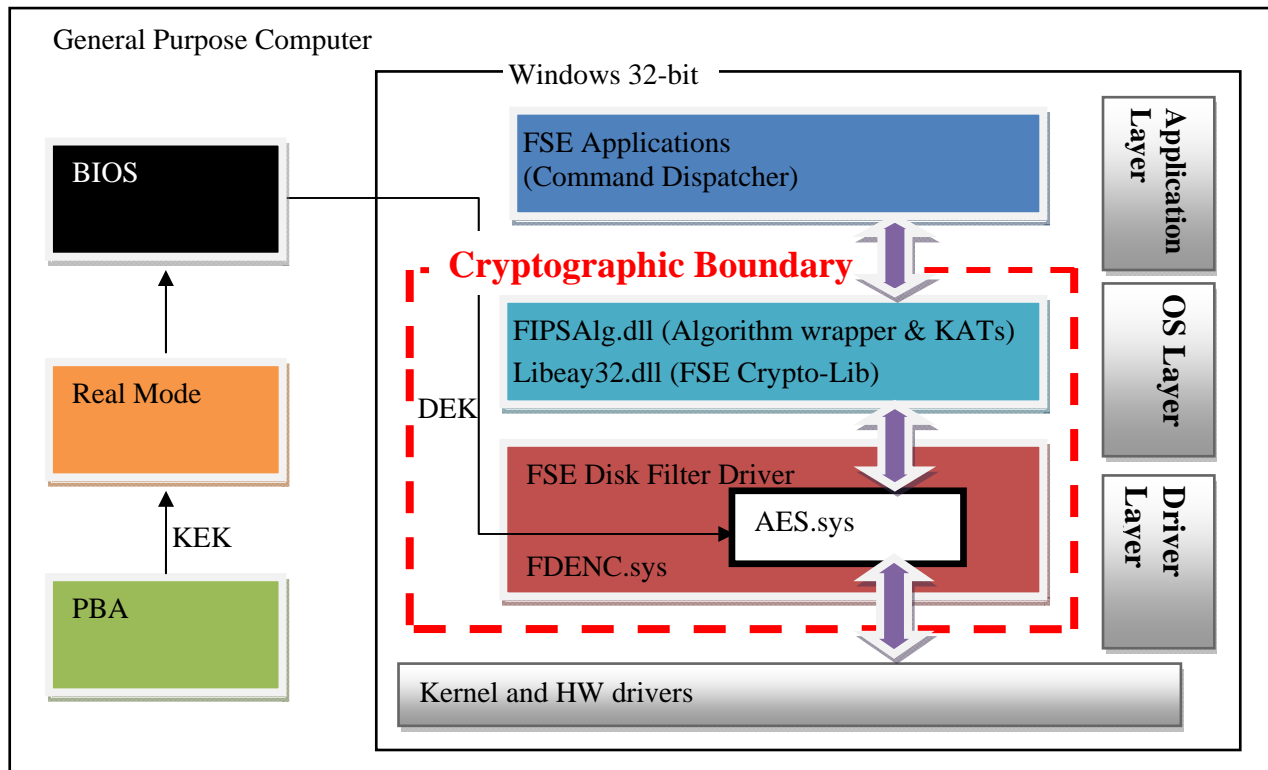 General Purpose Computer
Windows 32-bit
BIOS
FSE Applications
(Command Dispatcher)
Application
Layer
Cryptographic Boundary
FIPSAlg.dll (Algorithm wrapper & KATs)
Libeay32.dll (FSE Crypto-Lib)
OS Layer
Real Mode
DEK
FSE Disk Filter Driver
AES.sys
FDENC.sys
Driver
Layer
KEK
PBA
Kernel and HW drivers